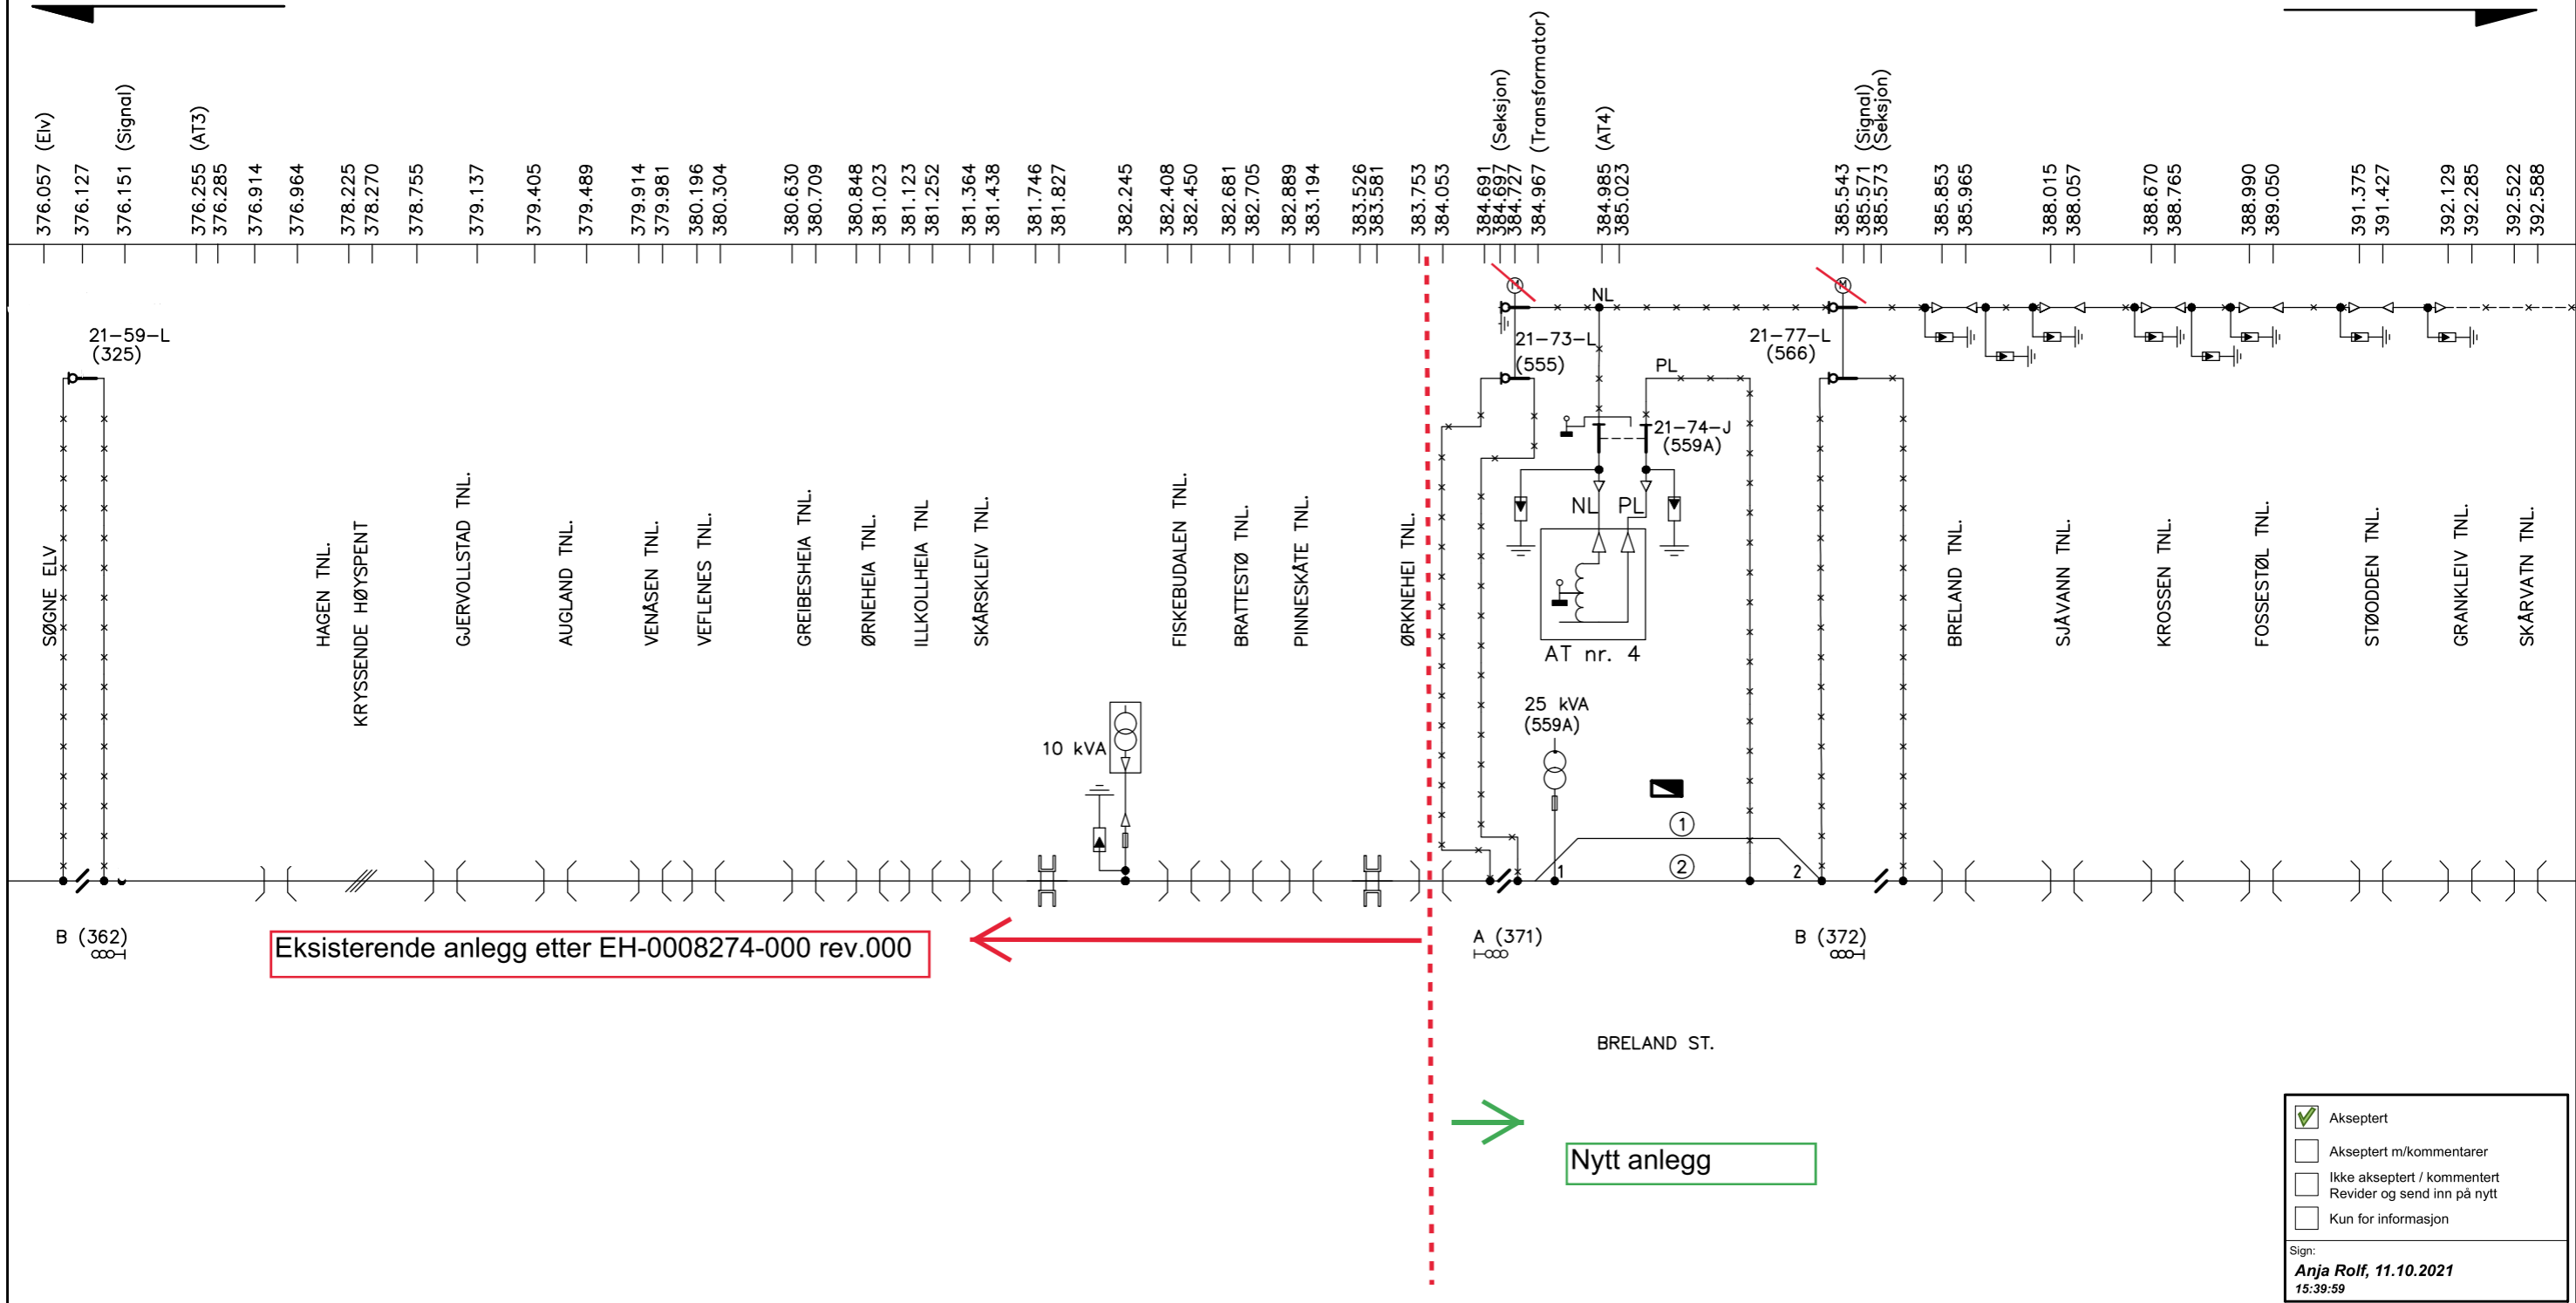 376.057 (Elv)
376.127
376.151 (Signal)
376.255 (AT3)
376.285
376.914
376.964
378.225
378.270
378.755
379.137
379.405
379.489
379.914
379.981
380.196
380.304
380.630
380.709
380.848
381.023
381.123
381.252
381.364
381.438
381.746
381.827
382.245
382.408
382.450
382.681
382.705
382.889
383.194
383.526
383.581
383.753
384.053
384.691
384.697 (Seksjon)
384.727
384.967 (Transformator)
384.985 (AT4)
385.023
385.543
385.571 (Signal)
385.573 (Seksjon)
385.853
385.965
388.015
388.057
388.670
388.765
388.990
389.050
391.375
391.427
392.129
392.285
392.522
392.588
M
M
NL
21-59-L
(325)
21-73-L
(555)
21-77-L
(566)
PL
21-74-J
(559A)
NL PL
AT nr. 4
SØGNE ELV
HAGEN TNL.
KRYSSENDE HØYSPENT
GJERVOLLSTAD TNL.
AUGLAND TNL.
VENÅSEN TNL.
VEFLENES TNL.
GREIBESHEIA TNL.
ØRNEHEIA TNL.
ILLKOLLHEIA TNL
SKÅRSKLEIV TNL.
FISKEBUDALEN TNL.
BRATTESTØ TNL.
PINNESKÅTE TNL.
ØRKNEHEI TNL.
BRELAND TNL.
SJÅVANN TNL.
KROSSEN TNL.
FOSSESTØL TNL.
STØODDEN TNL.
GRANKLEIV TNL.
SKÅRVATN TNL.
10 kVA
25 kVA
(559A)
1
2
1
2
B (362)
A (371)
B (372)
Eksisterende anlegg etter EH-0008274-000 rev.000
BRELAND ST.
Nytt anlegg
Akseptert
Akseptert m/kommentarer
Ikke akseptert / kommentert
Revider og send inn på nytt
Kun for informasjon
Sign:
Anja Rolf, 11.10.2021
15:39:59